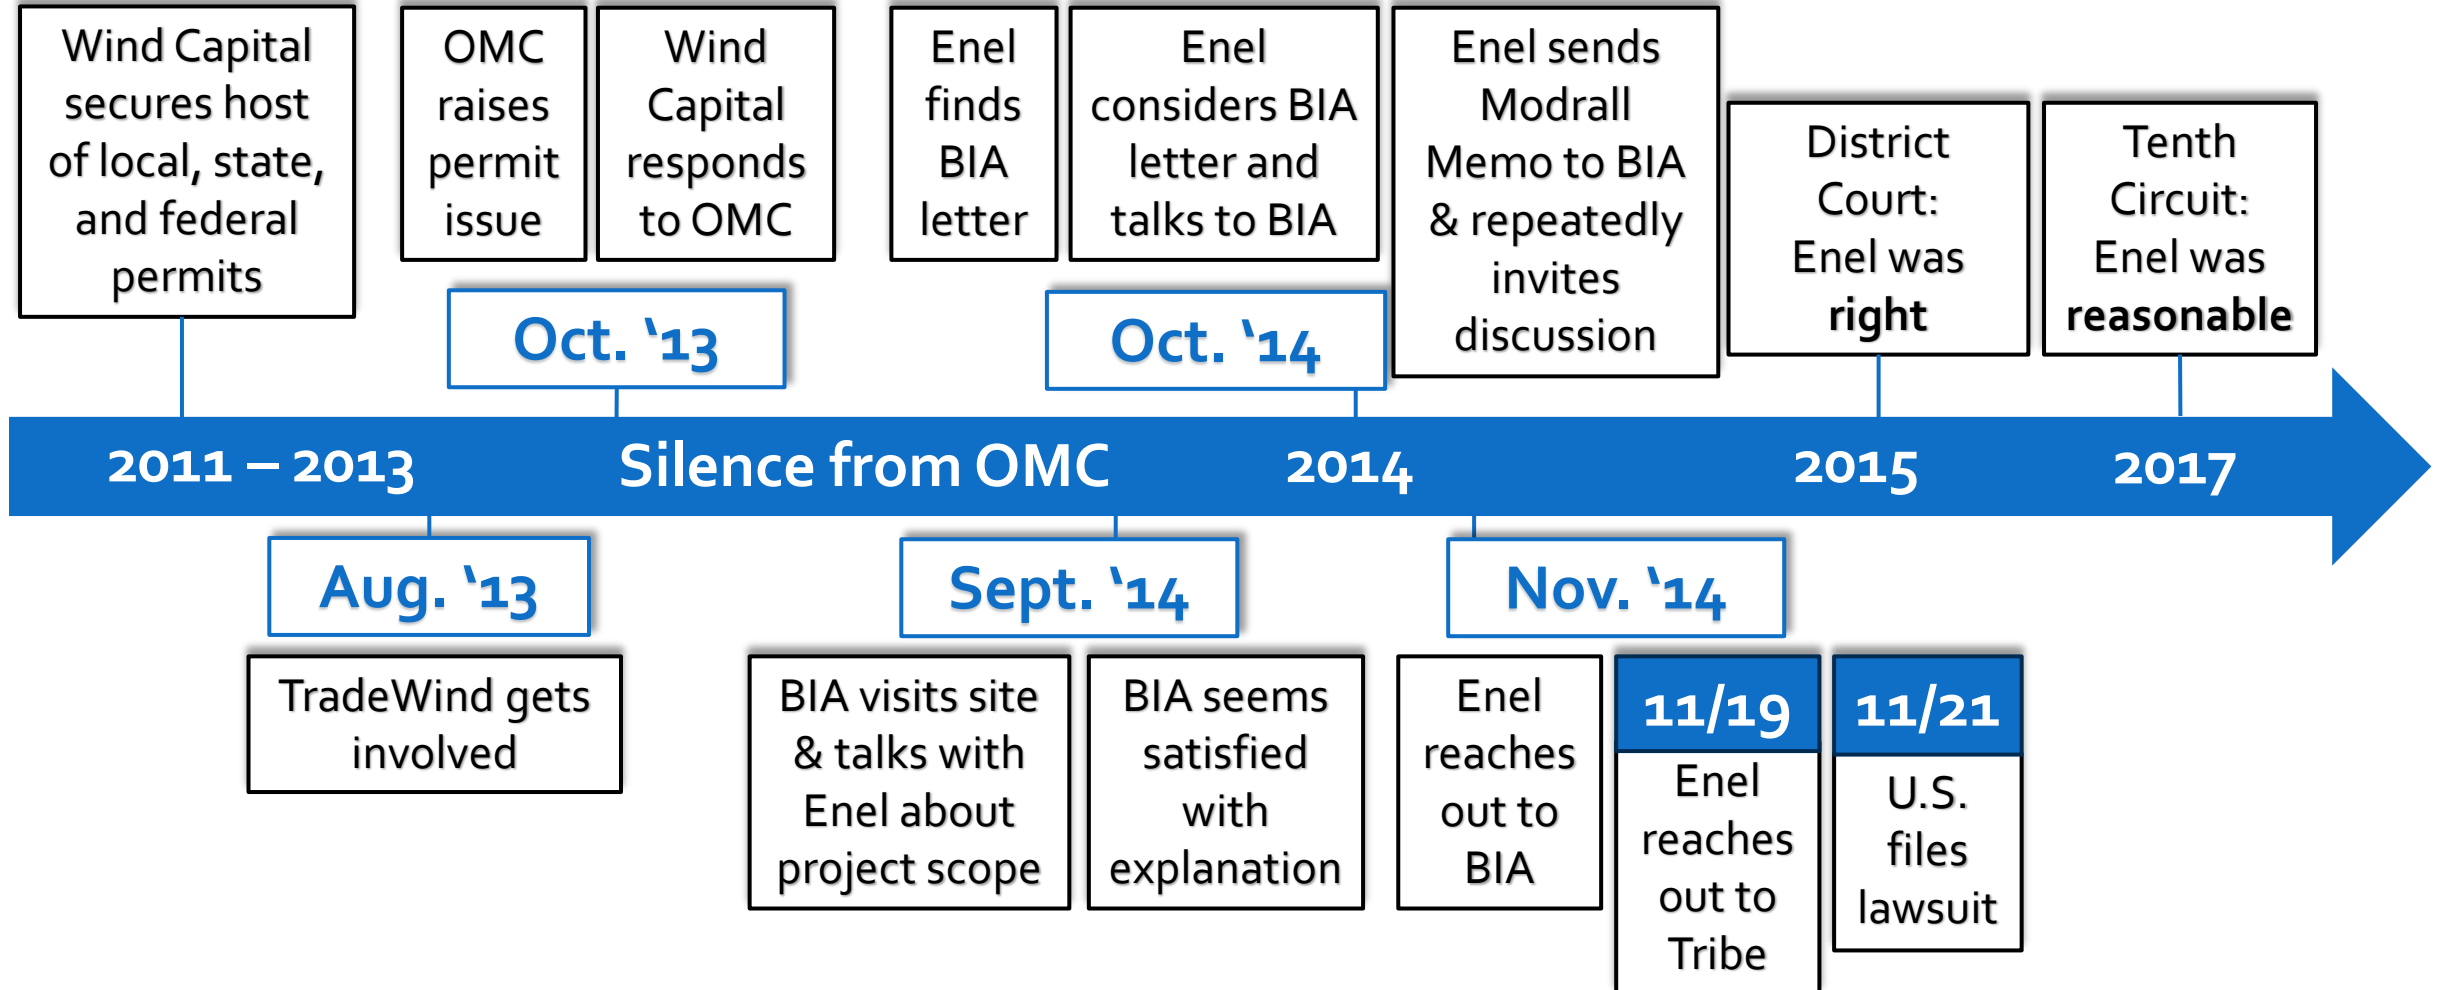 Wind Capital
secures host
of local, state,
and federal
permits
OMC
raises
permit
issue
Wind
Capital
responds
to OMC
Enel
finds
BIA
letter
Enel
considers BIA
letter and
talks to BIA
Enel sends
Modrall
Memo to BIA
& repeatedly
invites
discussion
District
Court:
Enel was
right
Tenth
Circuit:
Enel was
reasonable
Oct. ‘13
Oct. ‘14
2011 – 2013
Silence from OMC
2014
2015
2017
Aug. ‘13
Sept. ‘14
Nov. ‘14
TradeWind gets
involved
BIA visits site
& talks with
Enel about
project scope
BIA seems
satisfied
with
explanation
Enel
reaches
out to
BIA
11/19
Enel
reaches
out to
Tribe
11/21
U.S.
files
lawsuit